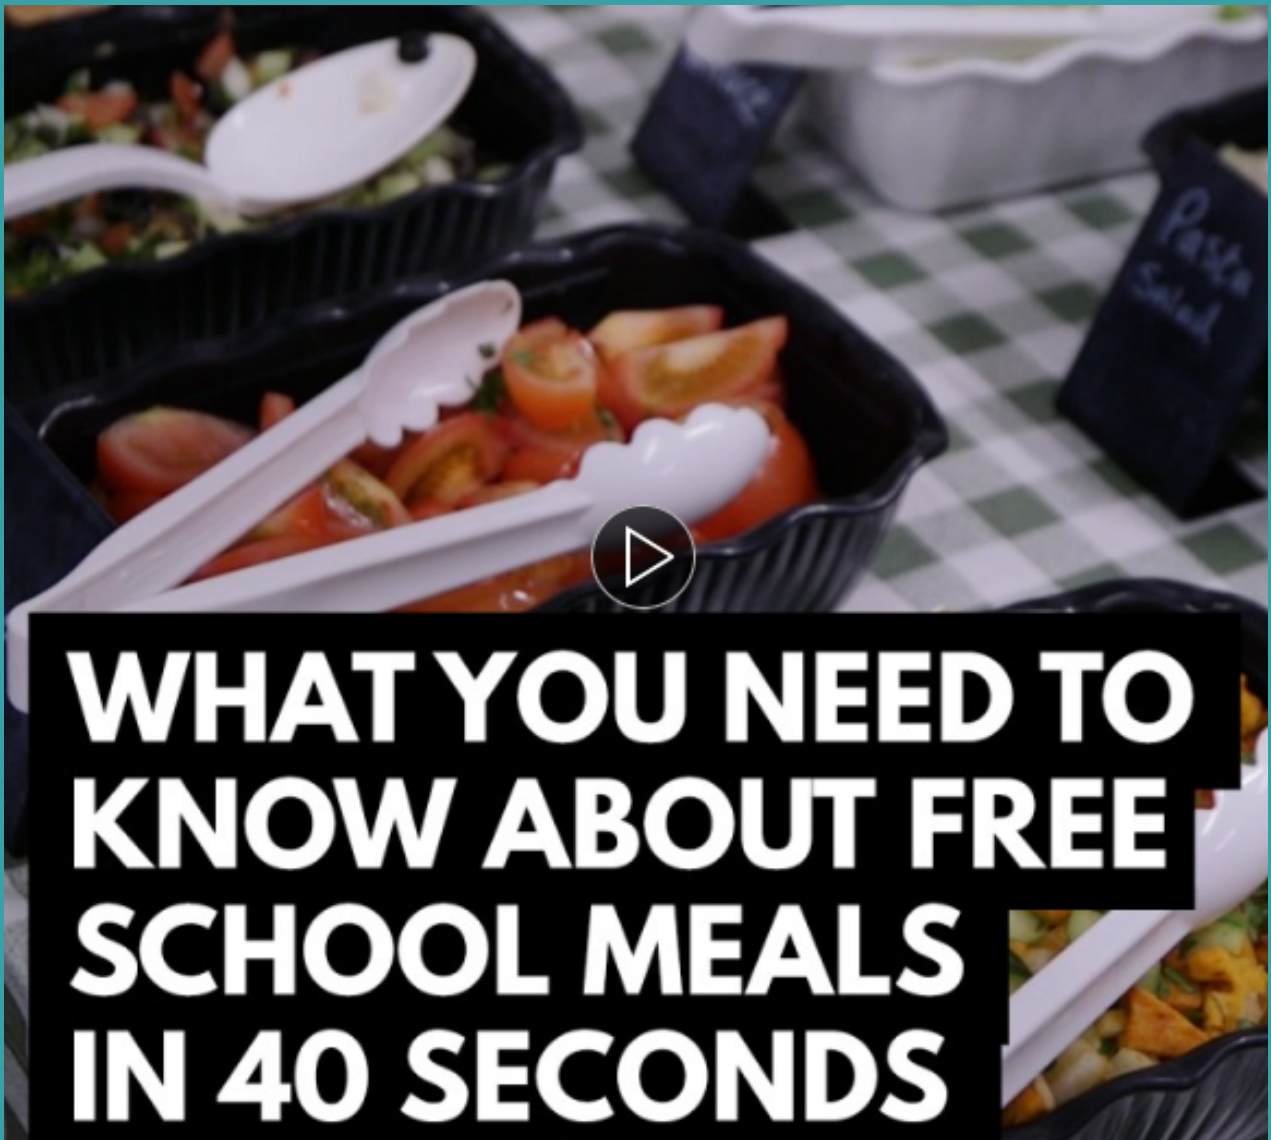 Pasta
Salad
WHAT YOU NEED TO
KNOW ABOUT FREE
SCHOOL MEALS
IN 40 SECONDS